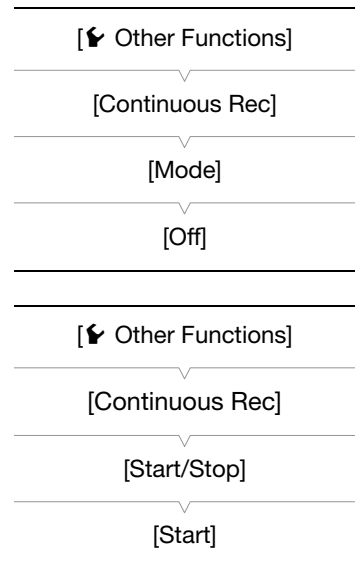 [Other Functions]
[Continuous Rec]
[Mode]
[Off]
[Other Functions]
[Continuous Rec]
[Start/Stop]
[Start]